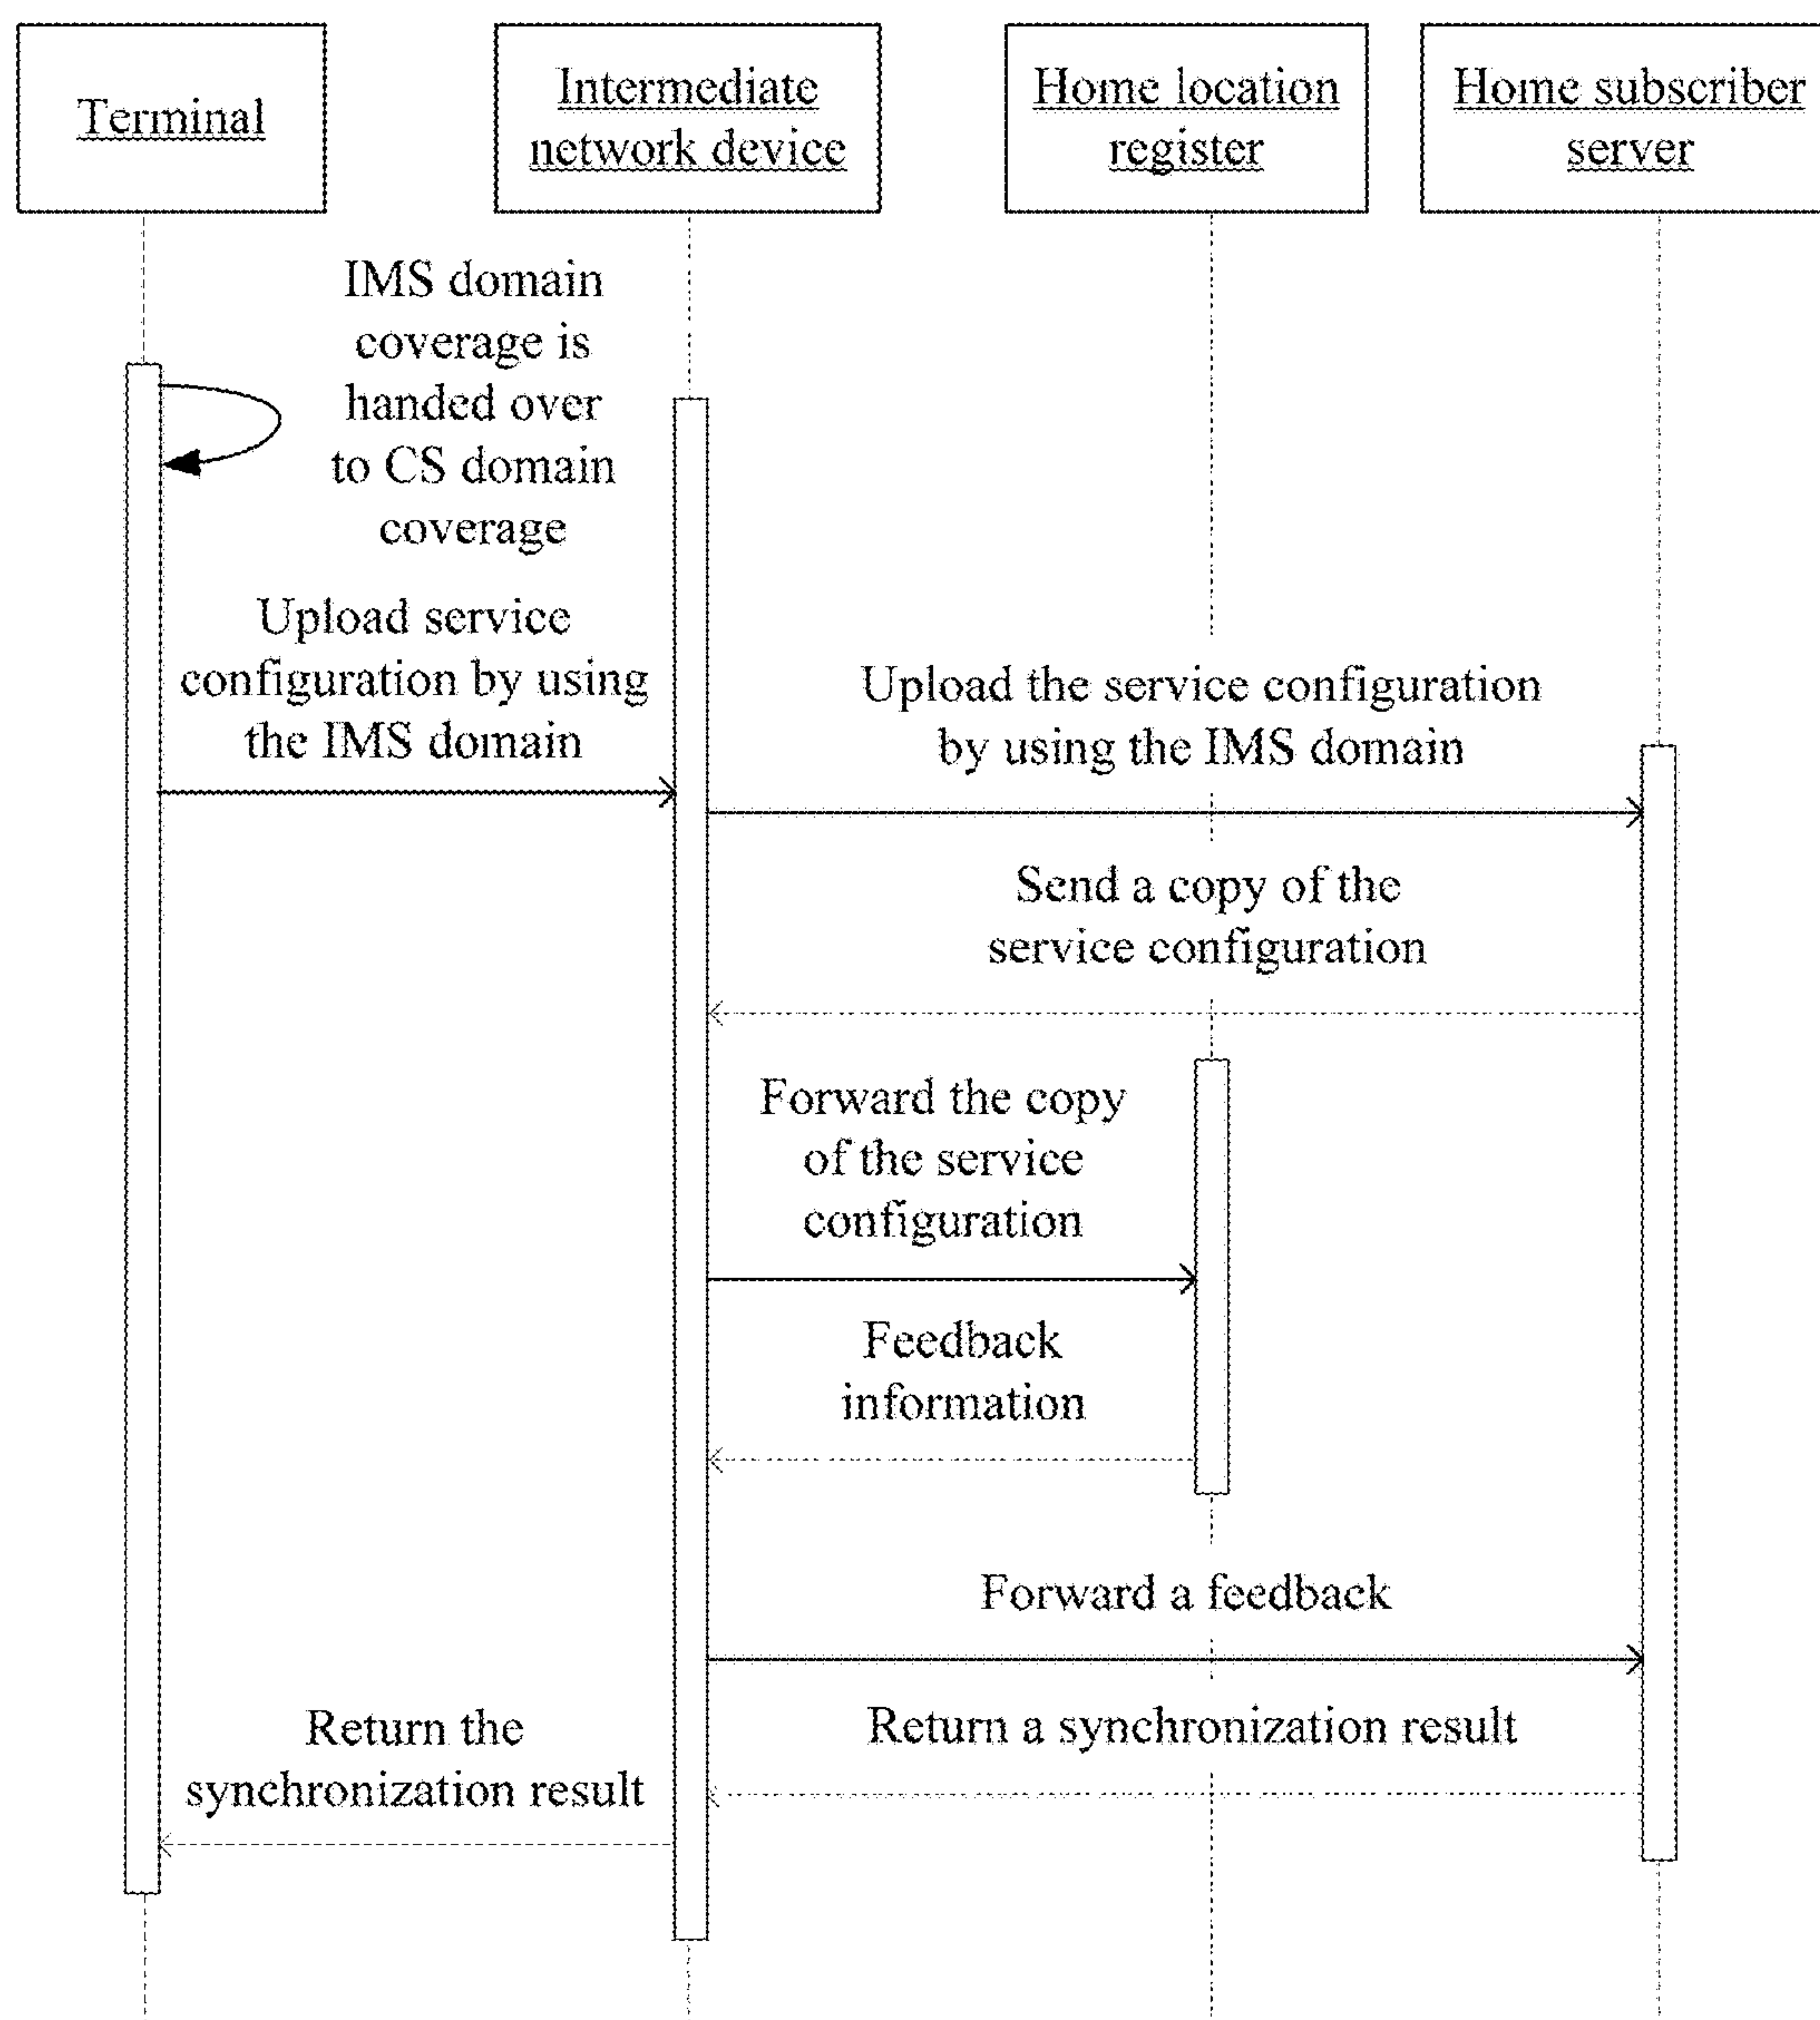 Terminal
Intermediate
network device
Home location
register
Home subscriber
server
IMS domain
coverage is
handed over
to CS domain
coverage
Upload service
configuration by using
the IMS domain
Upload the service configuration
by using the IMS domain
Send a copy of the
service configuration
Forward the copy
of the service
configuration
Feedback
information
Forward a feedback
Return a synchronization result
Return the
synchronization result